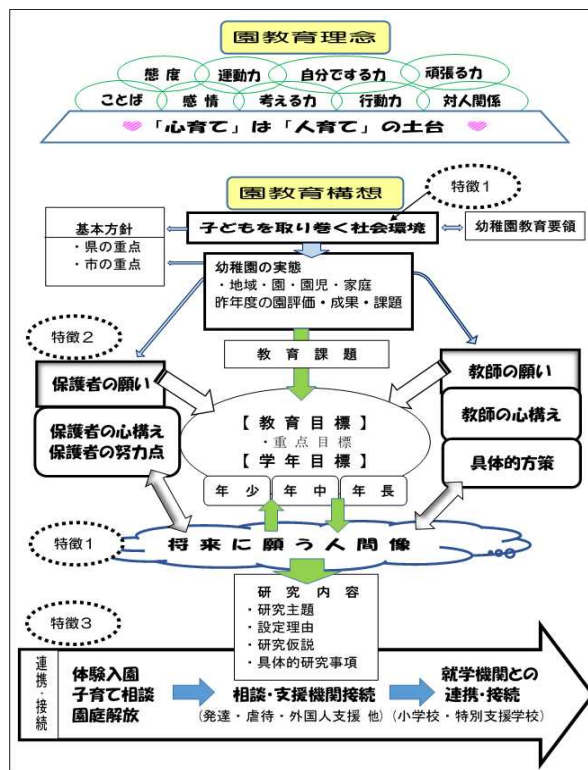 園教育理念
態度
運動力
自分でする力
頑張る力
ことば
感情
考える力
行動力
対人関係
「心育て」は「人育て」の土台
園教育構想
特徴1
基本方針
・県の重点
・市の重点
子どもを取り巻く社会環境
幼稚園教育要領
幼稚園の実態
・地域・園・園児・家庭
昨年度の園評価・成果・課題
特徴2
教育課題
保護者の願い
保護者の心構え
保護者の努力点
教師の願い
教師の心構え
具体的方策
【教育目標】
・重点目標
【学年目標】
年少
年中
年長
特徴1
将来に願う人間像
研究内容
・研究主題
・設定理由
・研究仮説
・具体的研究事項
特徴3
連携・接続
体験入園
子育て相談
園庭解放
相談・支援機関接続
(発達・虐待・外国人支援 他)
就学機関との
連携・接続
(小学校・特別支援学校)